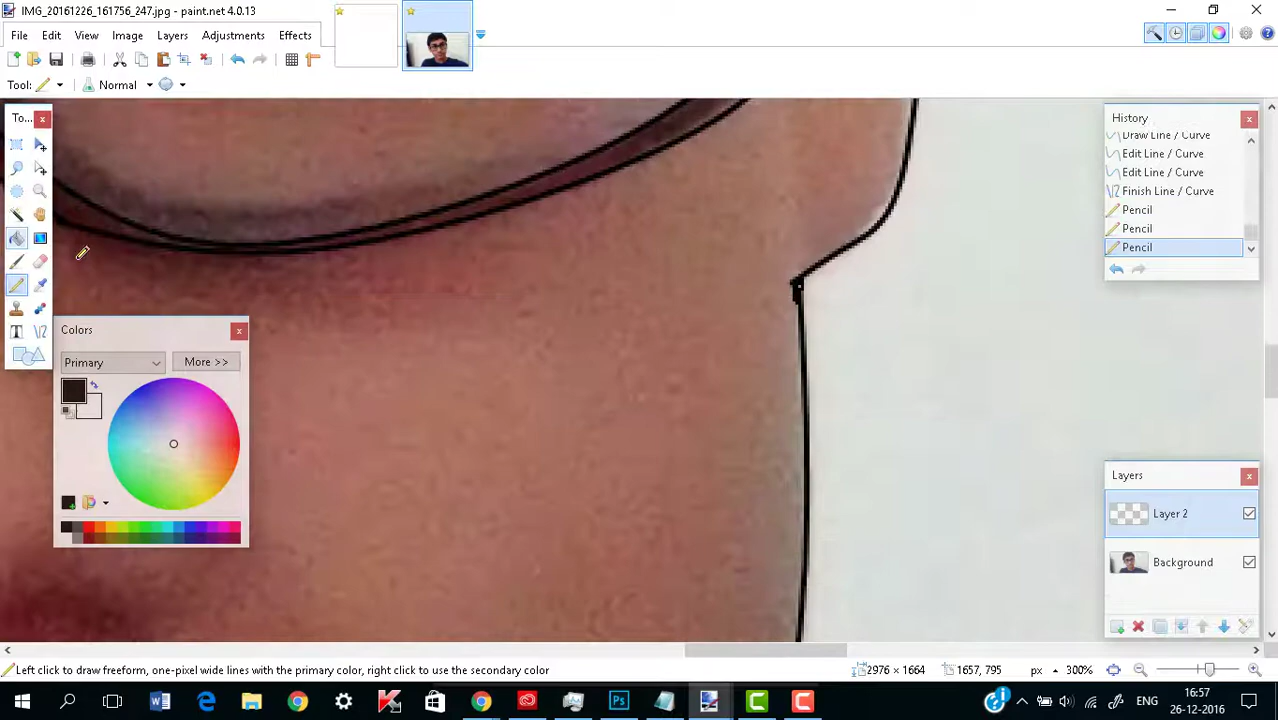 IMG_20161226_161756_247.jpg - paint.net 4.0.13
File Edit View Image Layers Adjustments Effects
Tool: Normal
To...
History
Draw Line / Curve
Edit Line / Curve
Edit Line / Curve
Finish Line / Curve
Pencil
Pencil
Pencil
Colors
Primary More >>
Layers
Layer 2
Background
Left click to draw freeform, one-pixel wide lines with the primary color, right click to use the secondary color
2976 × 1664 1657, 795 px 300%
ENG 16:57
26-12-2016